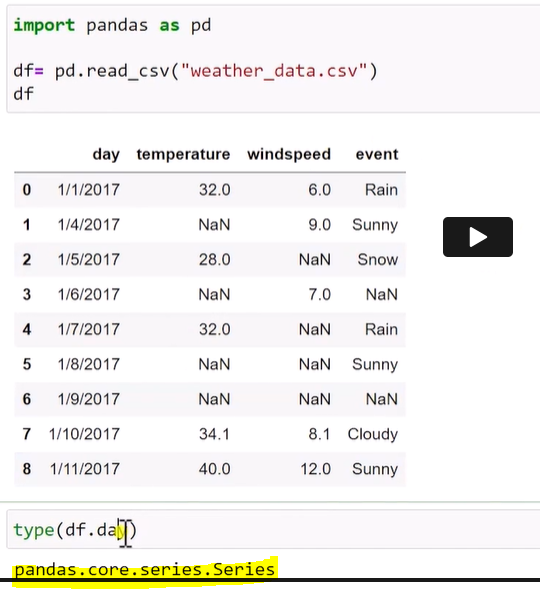 import pandas as pd
df= pd.read_csv("weather_data.csv")
df
day temperature windspeed event
0 1/1/2017 32.0 6.0 Rain
1 1/4/2017 NaN 9.0 Sunny
2 1/5/2017 28.0 NaN Snow
3 1/6/2017 NaN 7.0 NaN
4 1/7/2017 32.0 NaN Rain
5 1/8/2017 NaN NaN Sunny
6 1/9/2017 NaN NaN NaN
7 1/10/2017 34.1 8.1 Cloudy
8 1/11/2017 40.0 12.0 Sunny
type(df.day)
pandas.core.series.Series